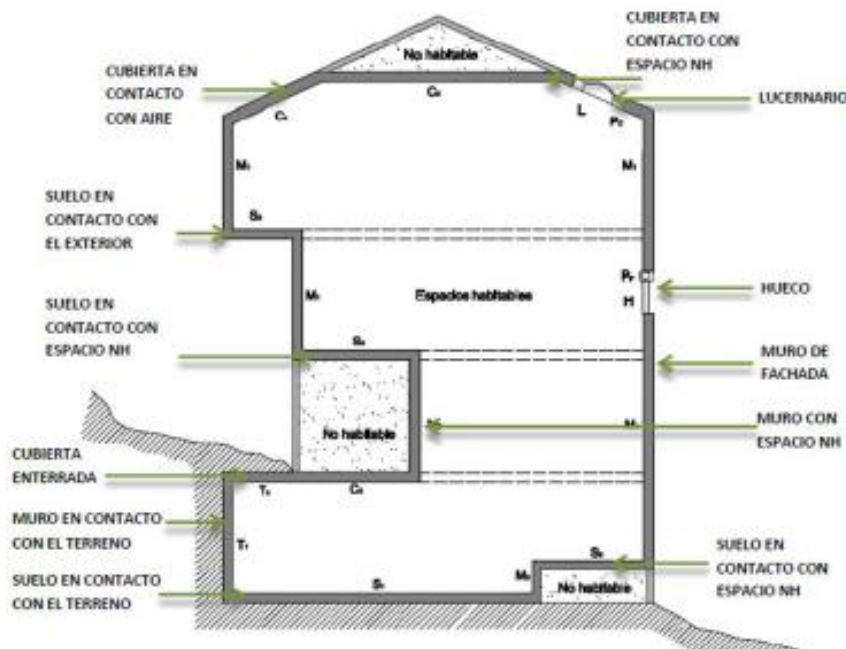 CUBIERTA EN
CONTACTO CON
ESPACIO NH
CUBIERTA EN
CONTACTO
CON AIRE
No habitable
LUCERNARIO
L
M₁
M₁
SUELO EN
CONTACTO CON
EL EXTERIOR
SUELO EN
CONTACTO CON
ESPACIO NH
Espacios habitables
H
HUECO
MURO DE
FACHADA
No habitable
MURO CON
ESPACIO NH
CUBIERTA
ENTERRADA
MURO EN CONTACTO
CON EL TERRENO
T₁
SUELO EN CONTACTO
CON EL TERRENO
No habitable
SUELO EN
CONTACTO CON
ESPACIO NH